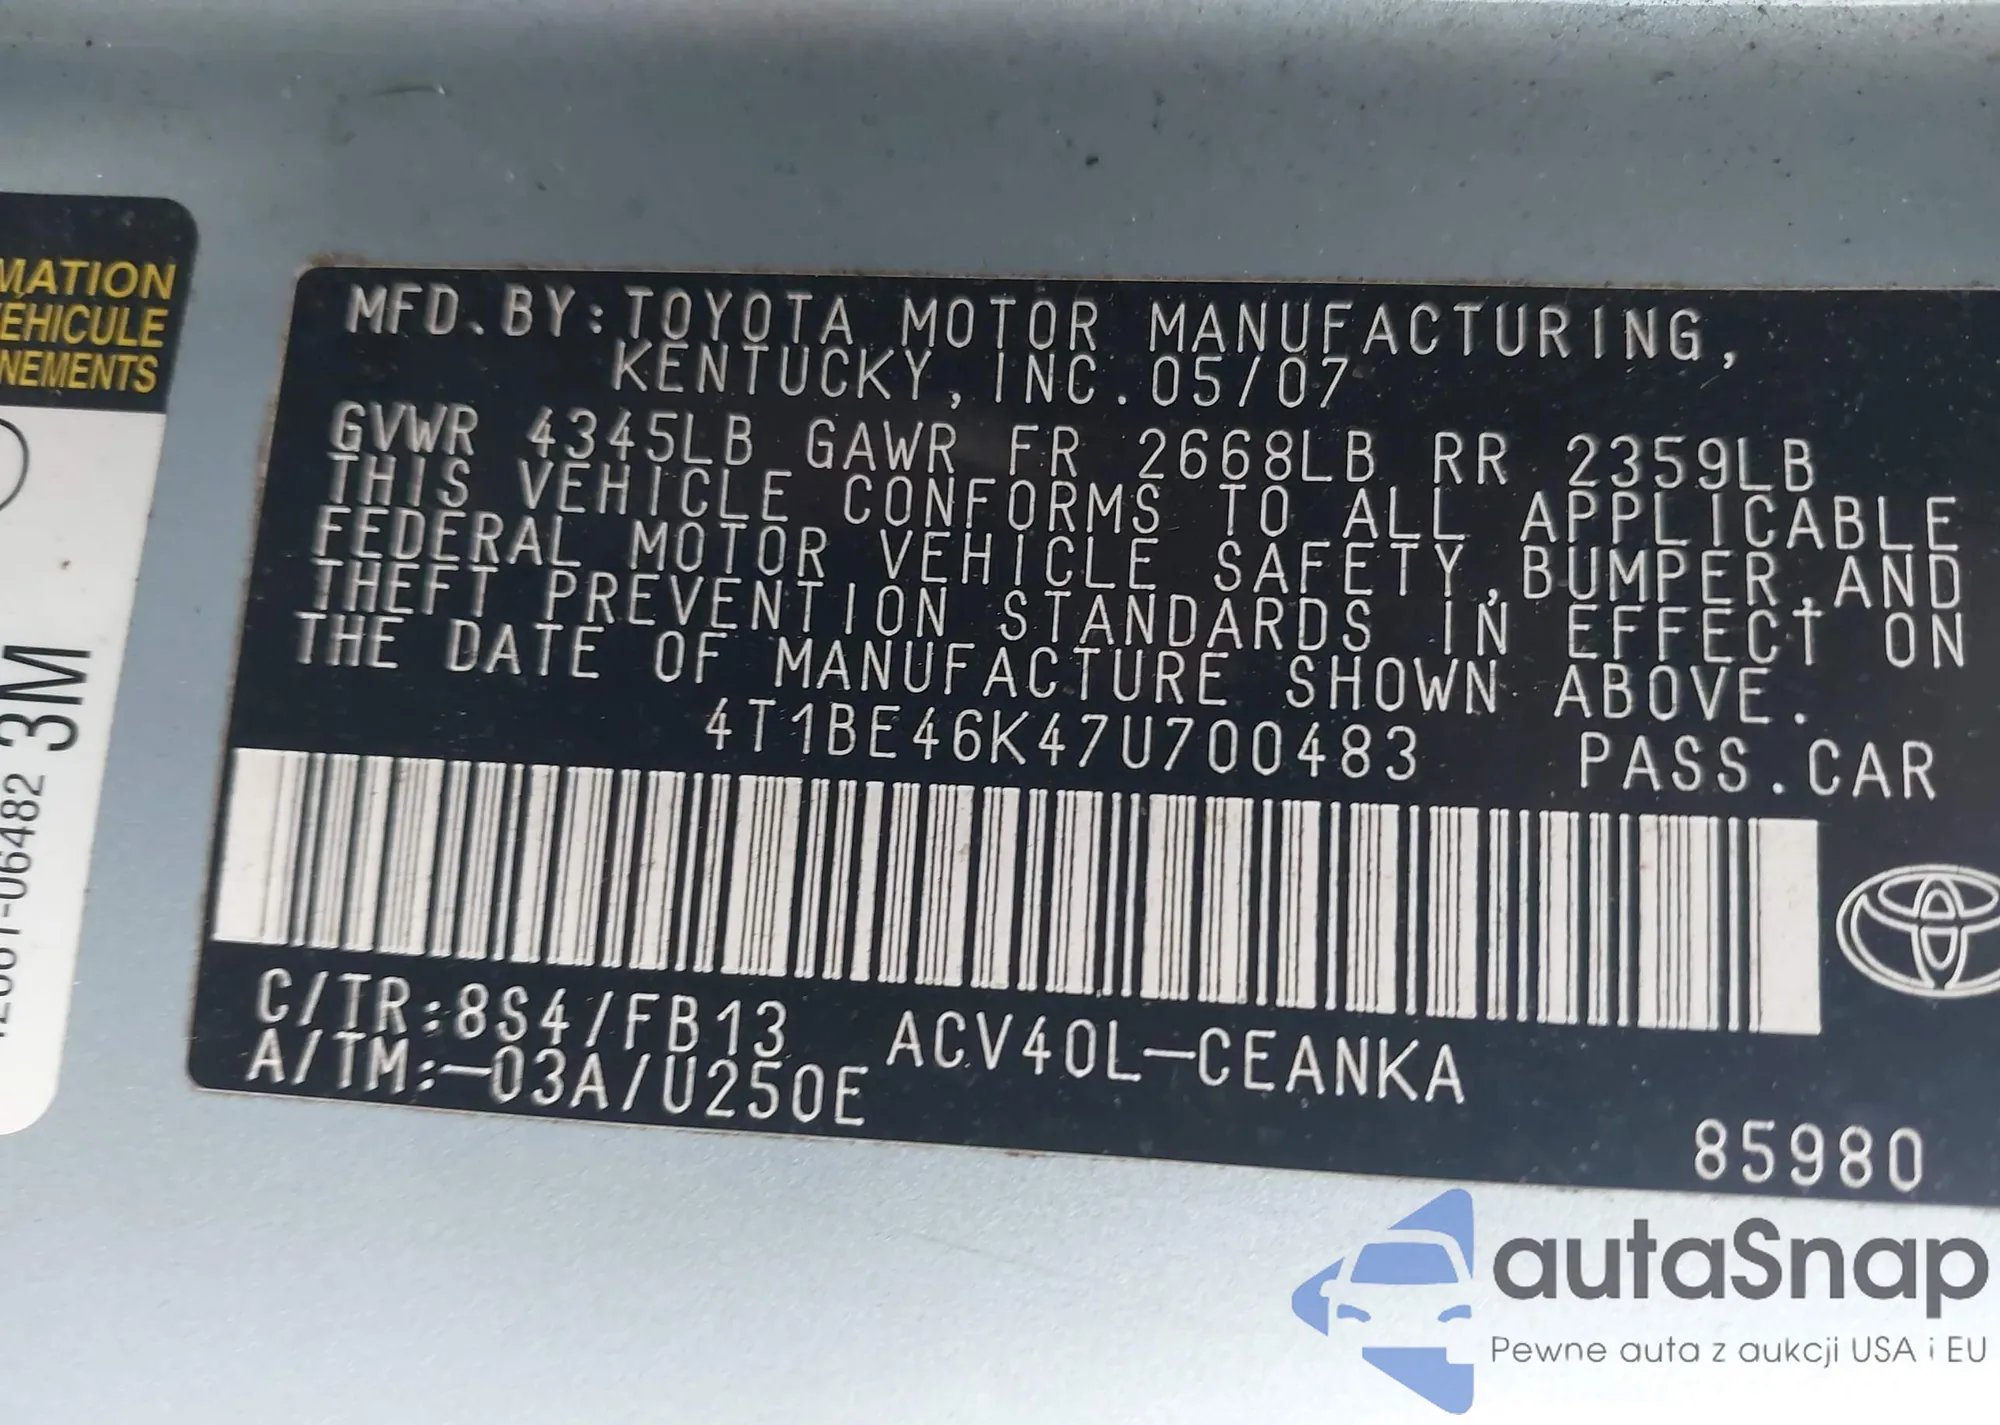 MATION
ÉHICULE
NEMENTS
3M
06482
MFD. BY: TOYOTA MOTOR MANUFACTURING,
KENTUCKY, INC. 05/07
GVWR 4345LB GAWR FR 2668LB RR 2359LB
THIS VEHICLE CONFORMS TO ALL APPLICABLE
FEDERAL MOTOR VEHICLE SAFETY, BUMPER, AND
THEFT PREVENTION STANDARDS IN EFFECT ON
THE DATE OF MANUFACTURE SHOWN ABOVE.
4T1BE46K47U700483 PASS. CAR
C/TR:8S4/FB13 ACV40L-CEANKA
A/TM:-03A/U250E
85980
autaSnap
Pewne auta z aukcji USA i EU